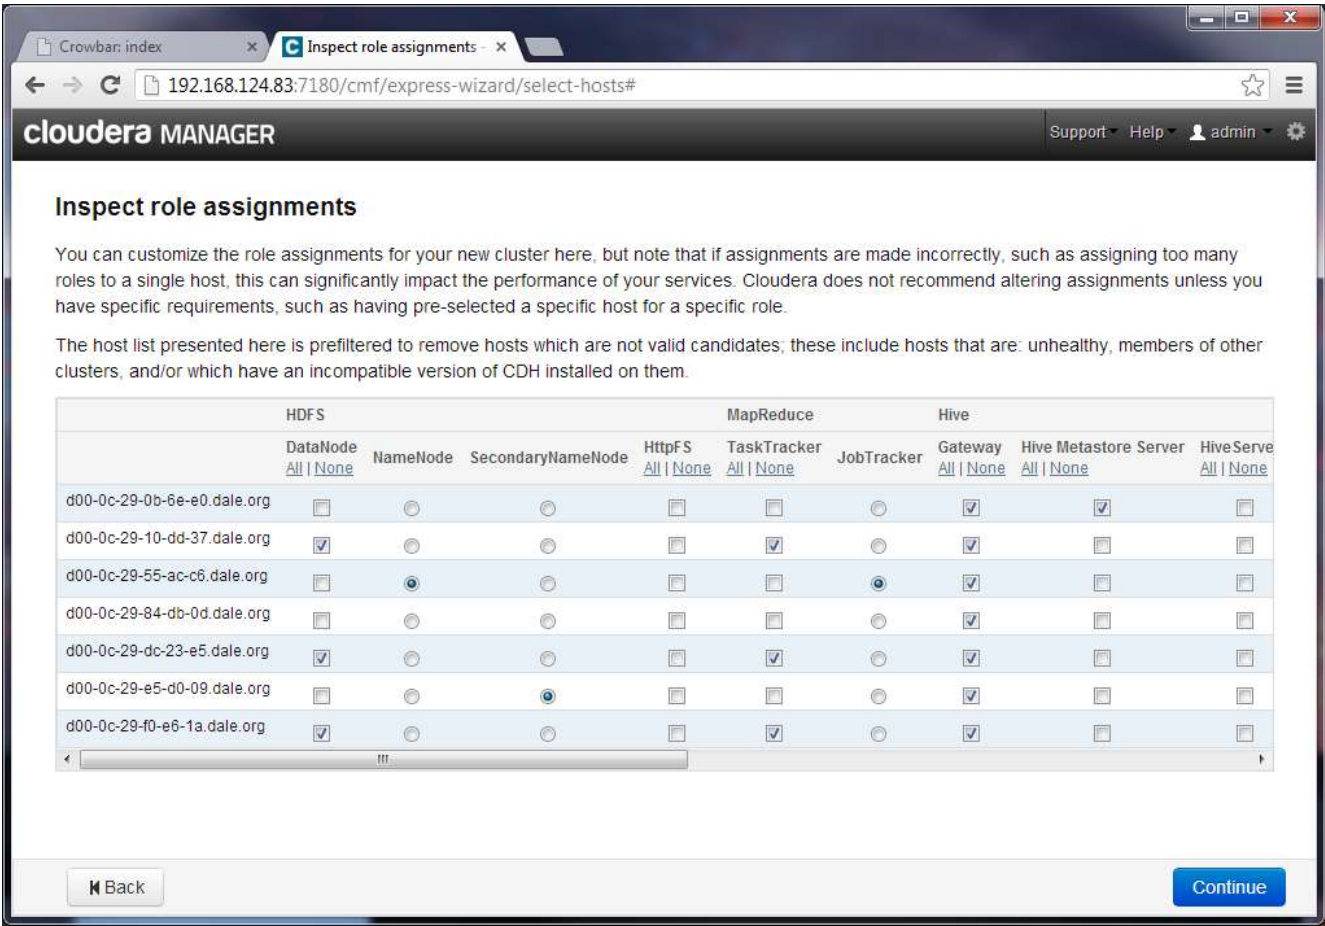 Crowbar: index
Inspect role assignments -
192.168.124.83:7180/cmf/express-wizard/select-hosts#
cloudera MANAGER
Support Help admin
Inspect role assignments
You can customize the role assignments for your new cluster here, but note that if assignments are made incorrectly, such as assigning too many
roles to a single host, this can significantly impact the performance of your services. Cloudera does not recommend altering assignments unless you
have specific requirements, such as having pre-selected a specific host for a specific role.
The host list presented here is prefiltered to remove hosts which are not valid candidates; these include hosts that are: unhealthy, members of other
clusters, and/or which have an incompatible version of CDH installed on them.
HDFS MapReduce Hive
DataNode NameNode SecondaryNameNode HttpFS TaskTracker JobTracker Gateway Hive Metastore Server HiveServe
All | None All | None All | None All | None All | None All | None
d00-0c-29-0b-6e-e0.dale.org
d00-0c-29-10-dd-37.dale.org
d00-0c-29-55-ac-c6.dale.org
d00-0c-29-84-db-0d.dale.org
d00-0c-29-dc-23-e5.dale.org
d00-0c-29-e5-d0-09.dale.org
d00-0c-29-f0-e6-1a.dale.org
Back
Continue